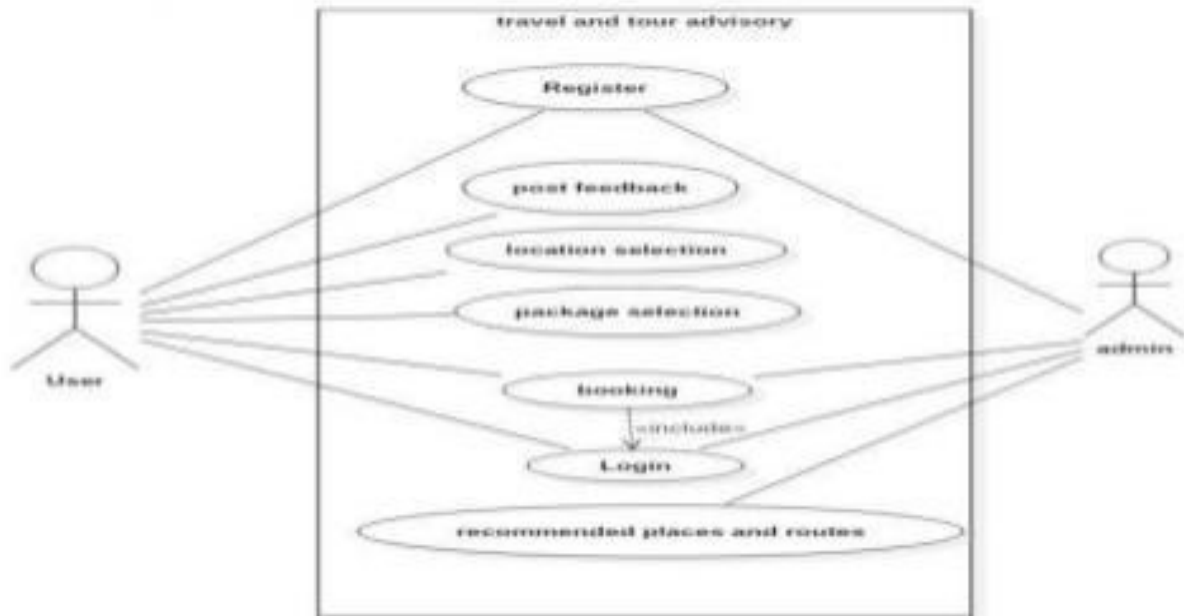 travel and tour advisory
Register
post feedback
location selection
package selection
User
admin
booking
«include»
Login
recommended places and routes